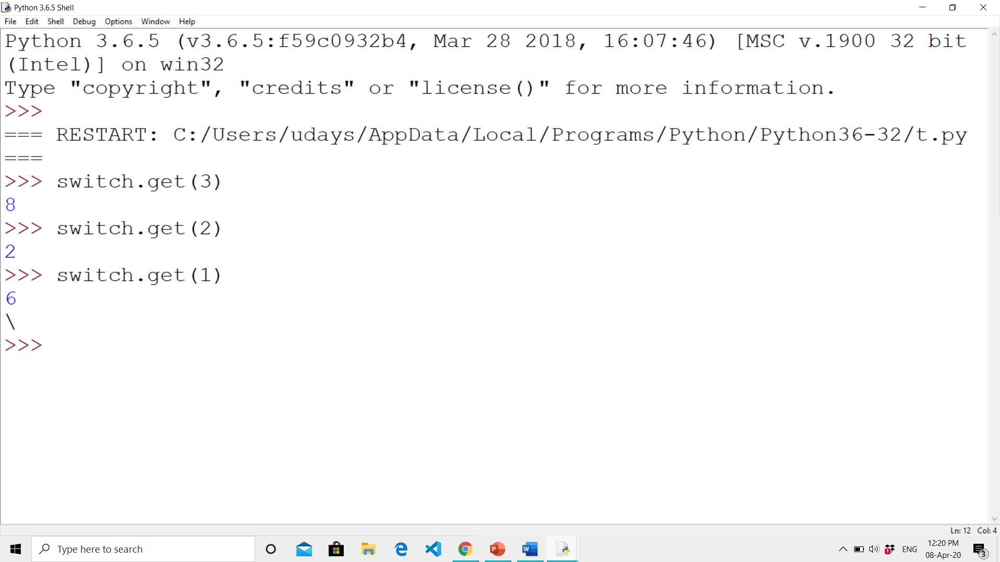 Python 3.6.5 Shell
File Edit Shell Debug Options Window Help
Python 3.6.5 (v3.6.5:f59c0932b4, Mar 28 2018, 16:07:46) [MSC v.1900 32 bit
(Intel)] on win32
Type "copyright", "credits" or "license()" for more information.
>>>
=== RESTART: C:/Users/udays/AppData/Local/Programs/Python/Python36-32/t.py
===
>>> switch.get(3)
8
>>> switch.get(2)
2
>>> switch.get(1)
6
\
>>>
Ln: 12 Col: 4
Type here to search
ENG
12:20 PM
08-Apr-20
3